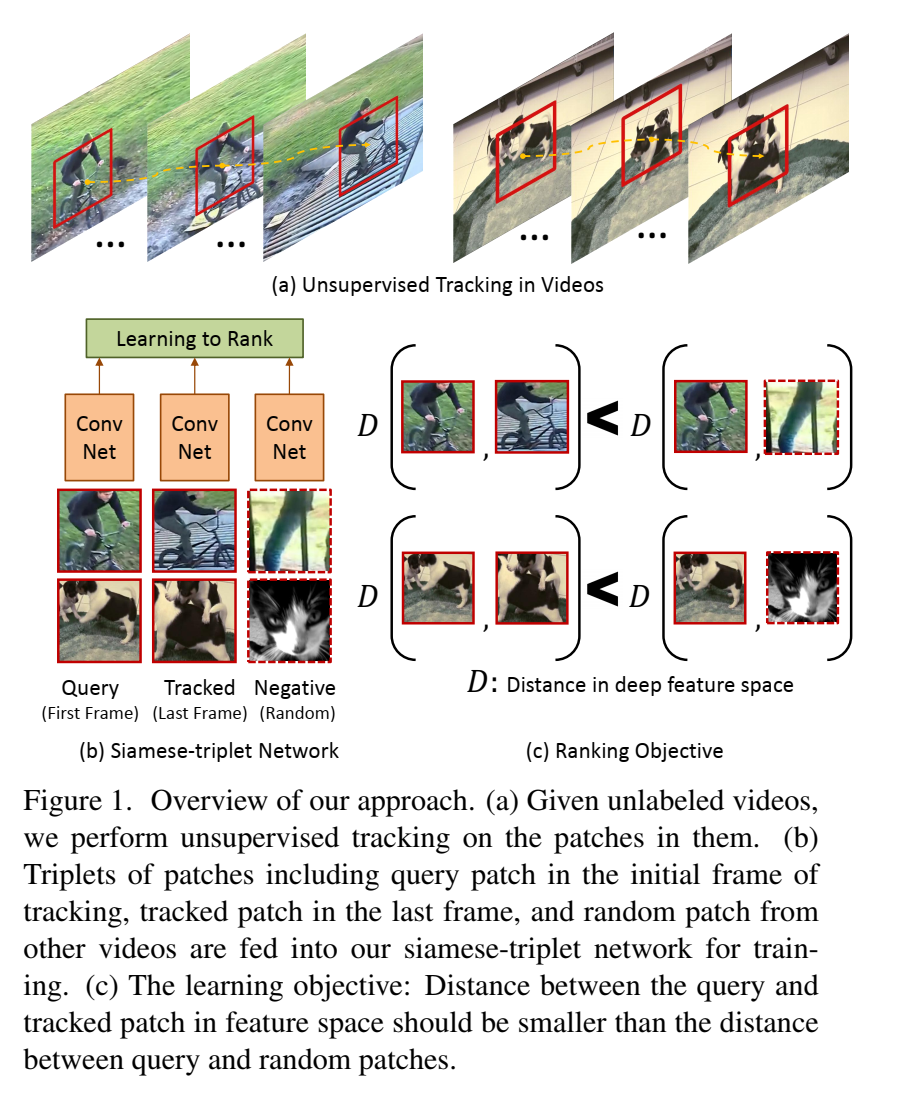 ... ... ... ...
(a) Unsupervised Tracking in Videos
Learning to Rank
Conv Net
Conv Net
Conv Net
Query (First Frame)
Tracked (Last Frame)
Negative (Random)
(b) Siamese-triplet Network
D ( , ) < D ( , )
D ( , ) < D ( , )
D: Distance in deep feature space
(c) Ranking Objective
Figure 1. Overview of our approach. (a) Given unlabeled videos,
we perform unsupervised tracking on the patches in them. (b)
Triplets of patches including query patch in the initial frame of
tracking, tracked patch in the last frame, and random patch from
other videos are fed into our siamese-triplet network for train-
ing. (c) The learning objective: Distance between the query and
tracked patch in feature space should be smaller than the distance
between query and random patches.